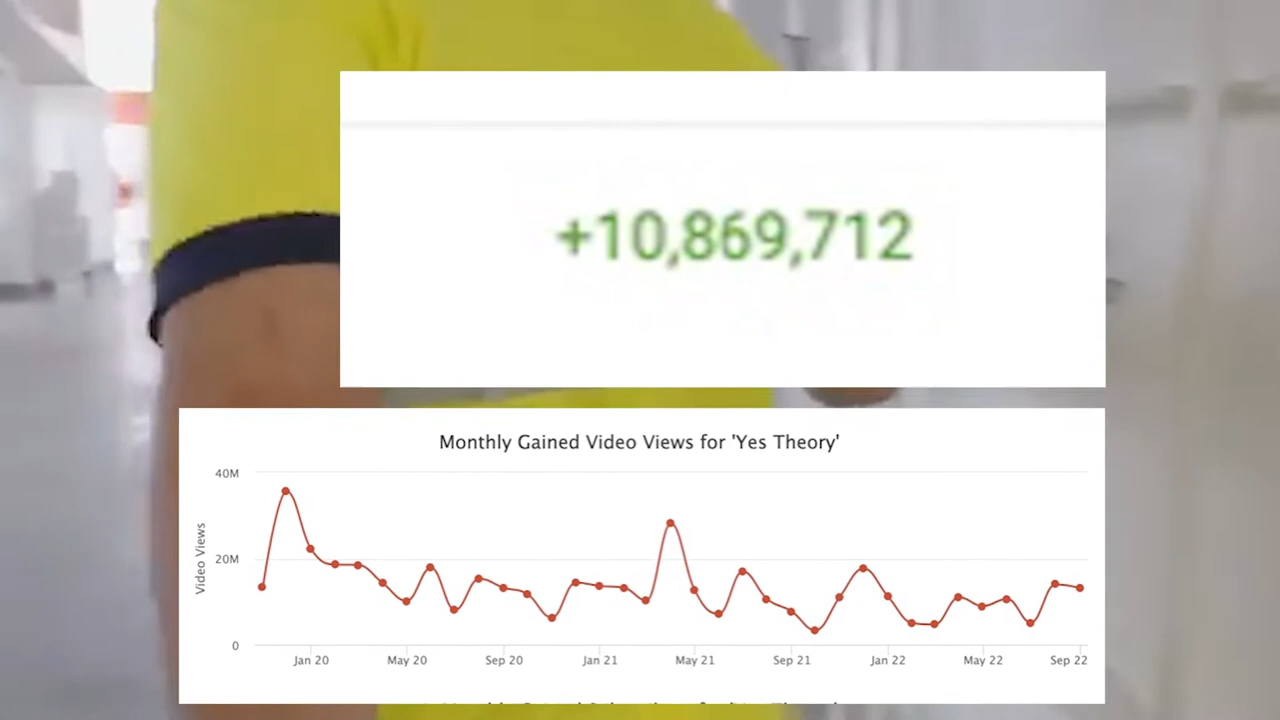 +10,869,712
Monthly Gained Video Views for 'Yes Theory'
40M
20M
0
Video Views
Jan 20 May 20 Sep 20 Jan 21 May 21 Sep 21 Jan 22 May 22 Sep 22